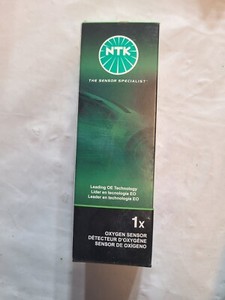 NTK
THE SENSOR SPECIALIST
Leading OE Technology
Líder en tecnología EO
Leader en technologie EO
1x
OXYGEN SENSOR
DÉTECTEUR D'OXYGÈNE
SENSOR DE OXÍGENO